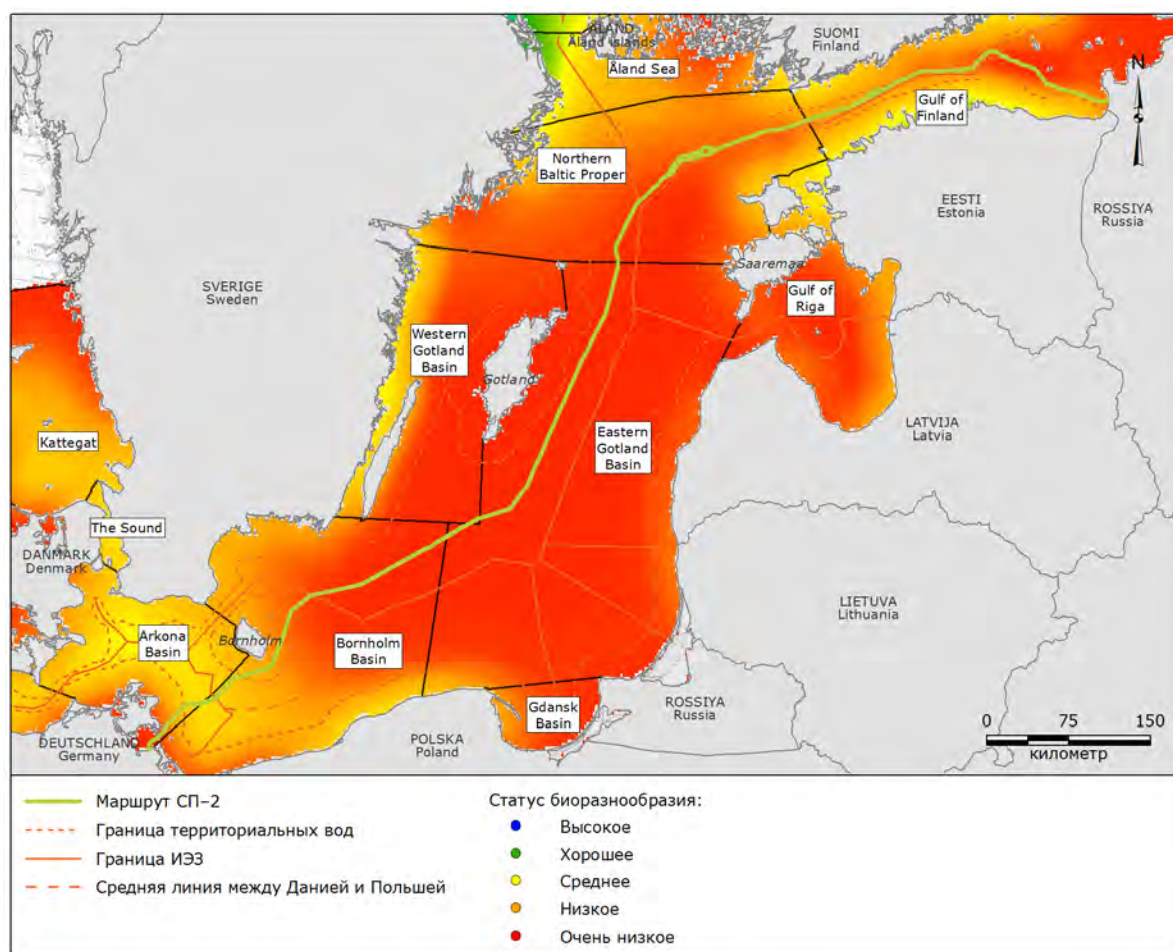 ÅLAND
Åland islands
SUOMI
Finland
Åland Sea
N
Gulf of
Finland
Northern
Baltic Proper
EESTI
Estonia
ROSSIYA
Russia
Saaremaa
SVERIGE
Sweden
Gulf of
Riga
Western
Gotland
Basin
Gotland
LATVIJA
Latvia
Kattegat
Eastern
Gotland
Basin
The Sound
DANMARK
Denmark
LIETUVA
Lithuania
Arkona
Basin
Bornholm
Bornholm
Basin
ROSSIYA
Russia
Gdansk
Basin
DEUTSCHLAND
Germany
POLSKA
Poland
0 75 150
километр
Маршрут СП-2
Граница территориальных вод
Граница ИЭЗ
Средняя линия между Данией и Польшей
Статус биоразнообразия:
Высокое
Хорошее
Среднее
Низкое
Очень низкое